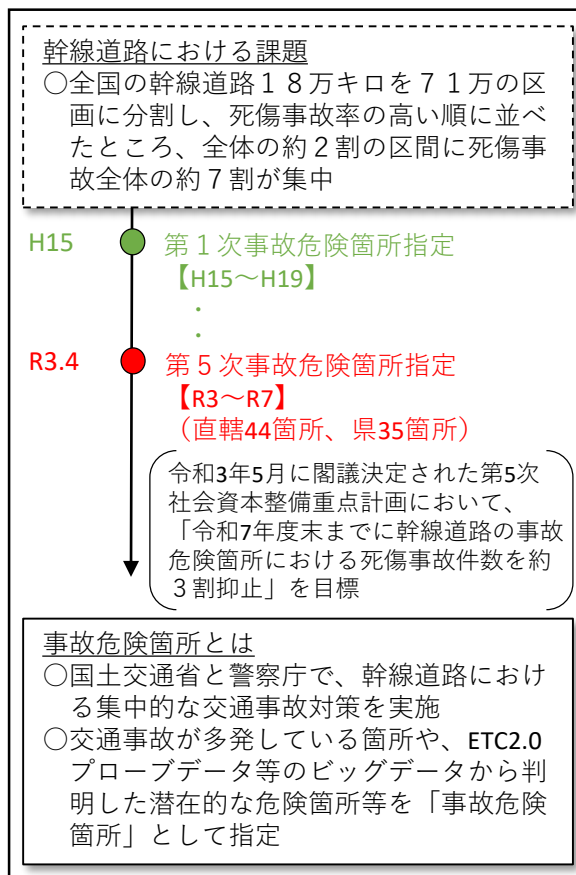 幹線道路における課題
○全国の幹線道路１８万キロを７１万の区
画に分割し、死傷事故率の高い順に並べ
たところ、全体の約２割の区間に死傷事
故全体の約７割が集中
H15
第１次事故危険箇所指定
【H15～H19】
・
・
R3.4
第５次事故危険箇所指定
【R3～R7】
（直轄44箇所、県35箇所）
令和3年5月に閣議決定された第5次
社会資本整備重点計画において、
「令和7年度末までに幹線道路の事故
危険箇所における死傷事故件数を約
３割抑止」を目標
事故危険箇所とは
○国土交通省と警察庁で、幹線道路におけ
る集中的な交通事故対策を実施
○交通事故が多発している箇所や、ETC2.0
プローブデータ等のビッグデータから判
明した潜在的な危険箇所等を「事故危険
箇所」として指定